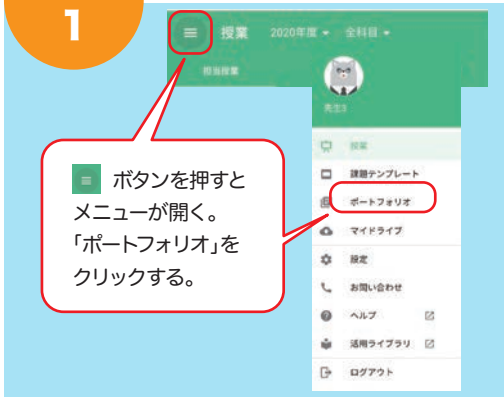 1
授業 2020年度 全科目
担当授業
先生3
授業
課題テンプレート
ポートフォリオ
マイドライブ
設定
お問い合わせ
ヘルプ
活用ライブラリ
ログアウト
ボタンを押すと
メニューが開く。
「ポートフォリオ」を
クリックする。